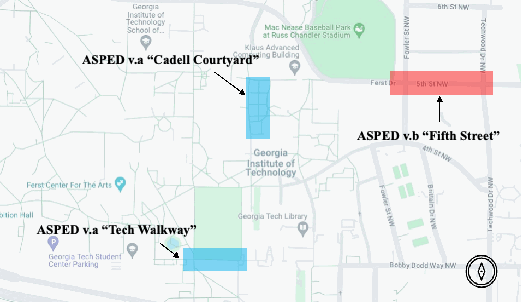 6th St NW
Georgia
Institute of
Technology
School of...
Mac Nease Baseball Park
at Russ Chandler Stadium
Fowler St NW
Techwood Dr NW
Klaus Advanced
Computing Building
ASPED v.a “Cadell Courtyard”
Ferst Dr
5th St NW
ASPED v.b “Fifth Street”
4th St NW
Georgia
Institute of
Technology
Ferst Center For The Arts
Fowler St NW
Brittain Dr NW
Techwood Dr NW
bition Hall
Georgia Tech Library
ASPED v.a “Tech Walkway”
Georgia Tech Student
Center Parking
Bobby Dodd Way NW